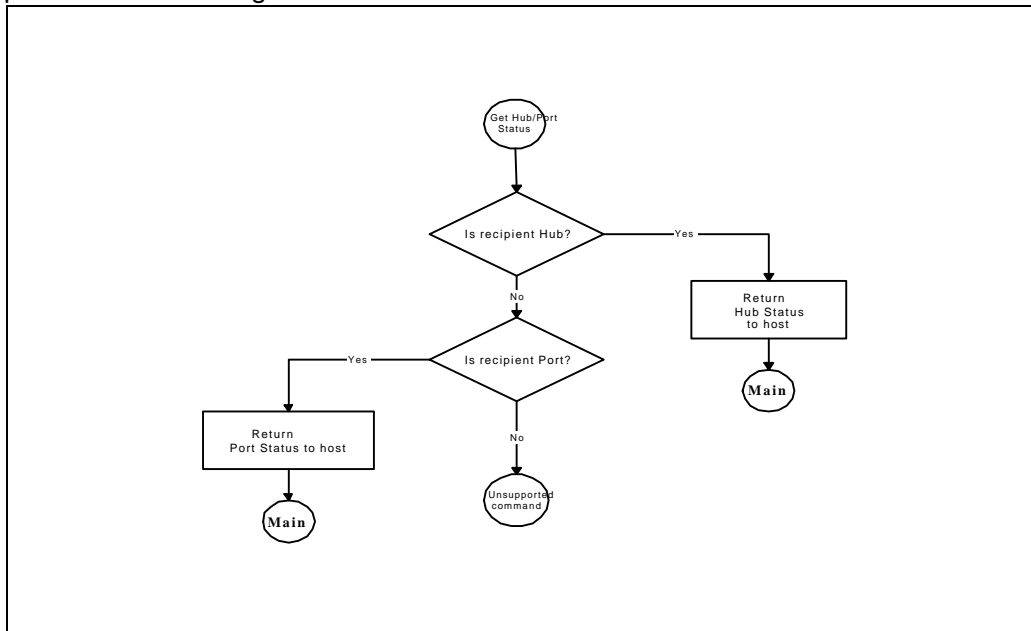 Get Hub/Port
Status
Is recipient Hub?
Yes
No
Return
Hub Status
to host
Is recipient Port?
Yes
Main
Return
Port Status to host
No
Unsupported
command
Main